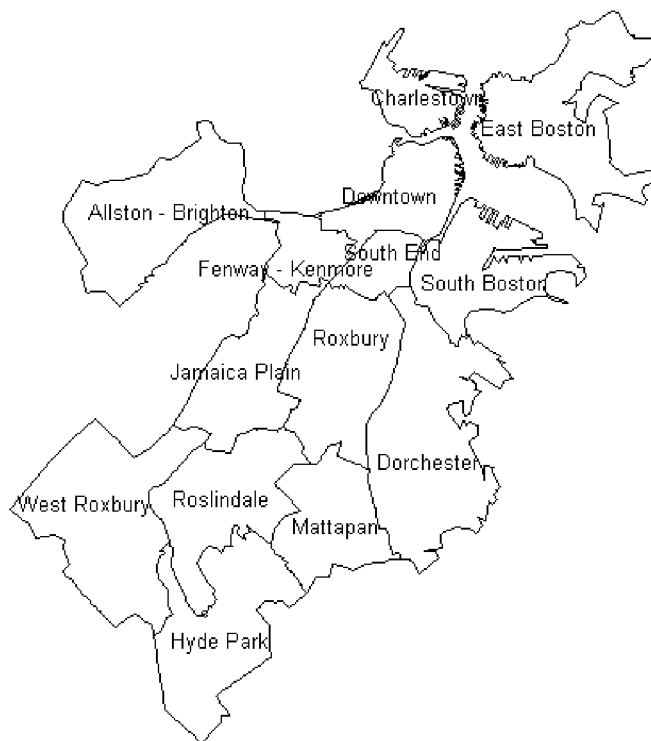 Charlestown
East Boston
Downtown
Allston - Brighton
South End
Fenway - Kenmore
South Boston
Roxbury
Jamaica Plain
Dorchester
West Roxbury
Roslindale
Mattapan
Hyde Park